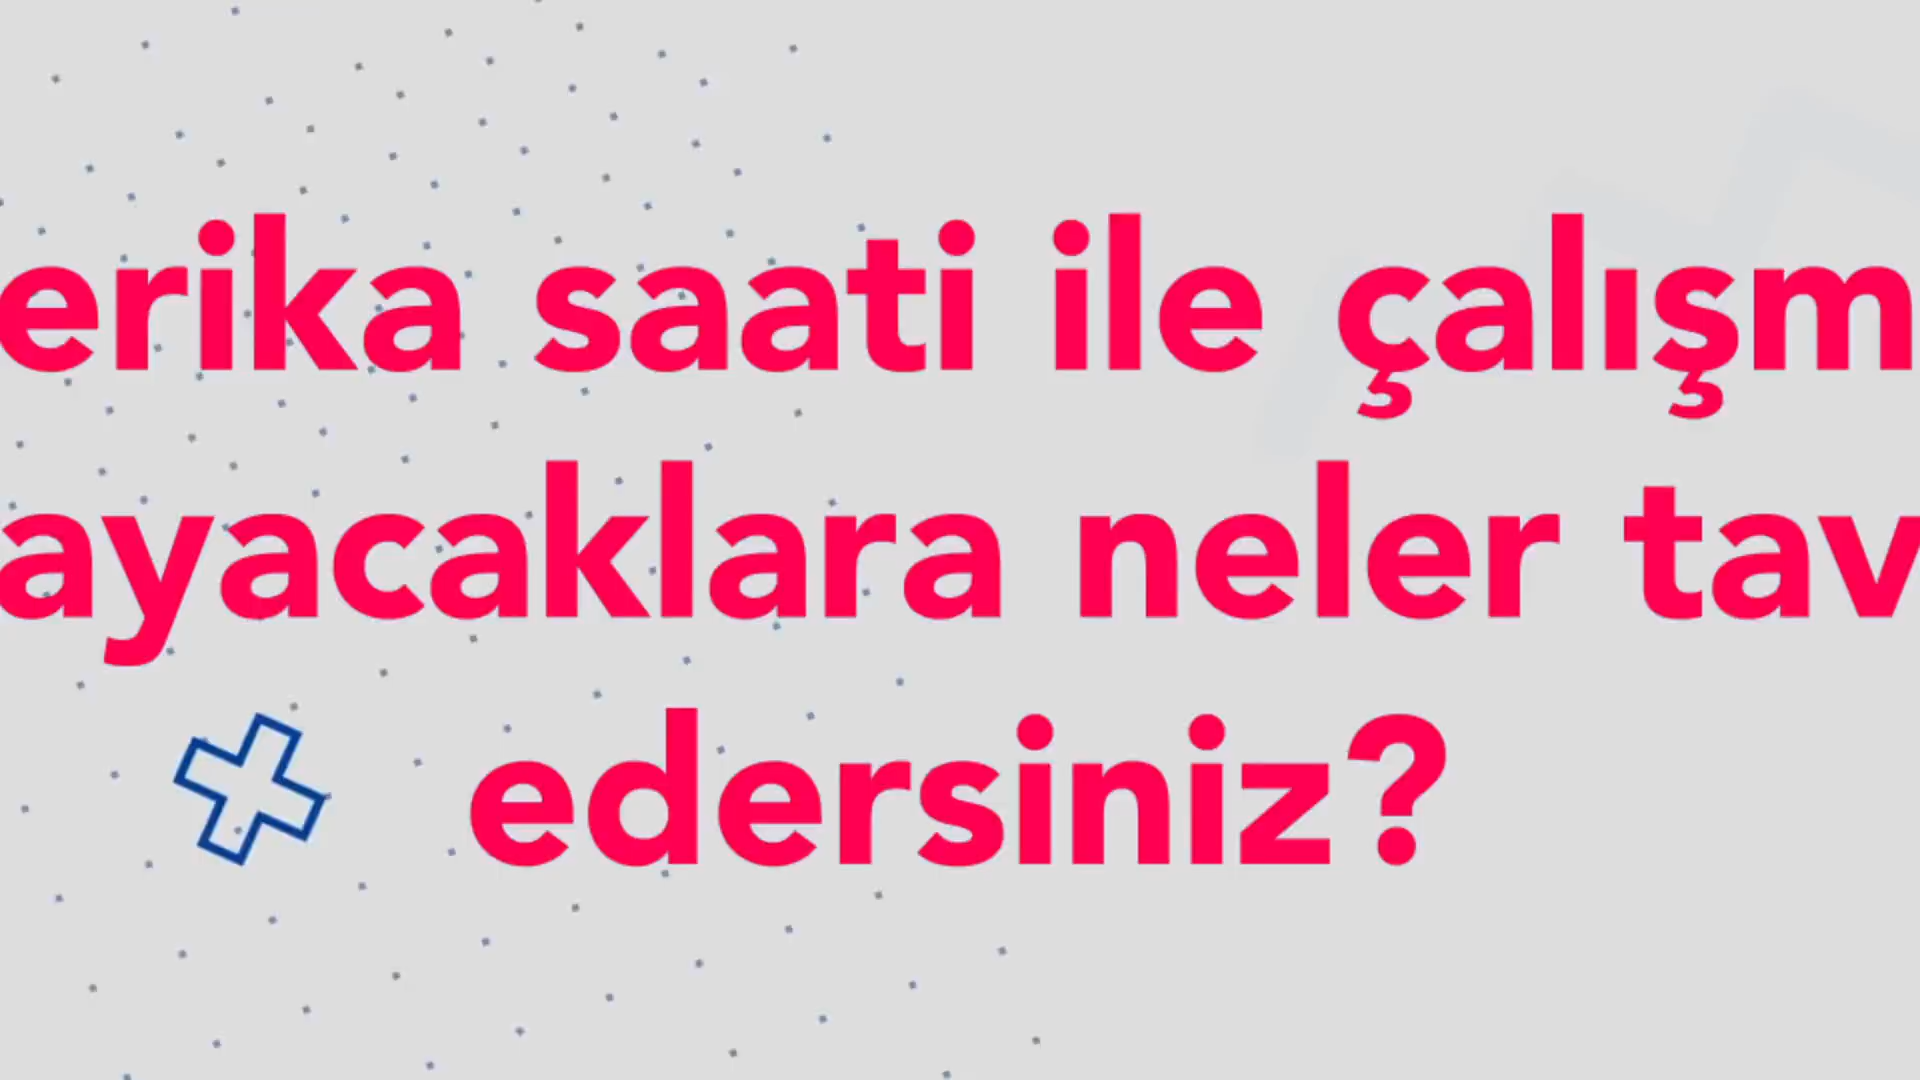 erika saati ile çalışm
ayacaklara neler tav
edersiniz?